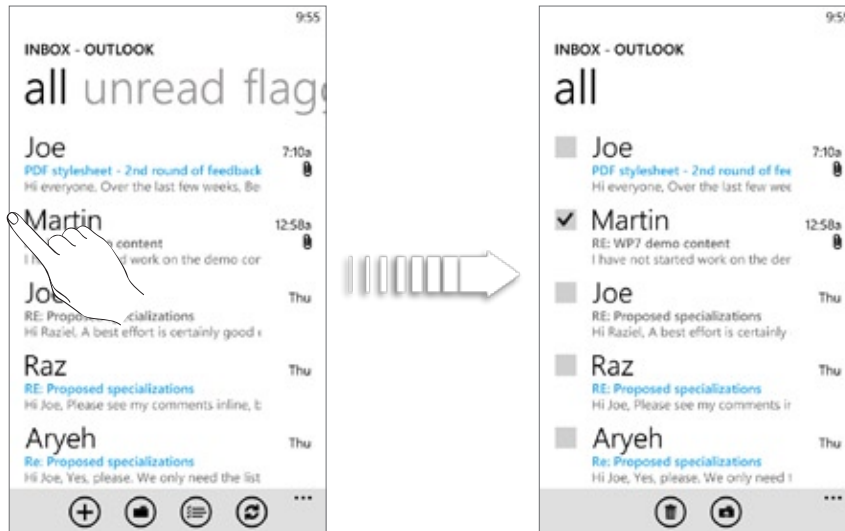 9:55
INBOX - OUTLOOK
all unread flagg
Joe
7:10a
PDF stylesheet - 2nd round of feedback
Hi everyone, Over the last few weeks, Be
Martin
12:58a
content
I work on the demo cor
Joe
Thu
RE: Proposed specializations
Hi Raziel, A best effort is certainly good
Raz
Thu
RE: Proposed specializations
Hi Joe, Please see my comments inline, b
Aryeh
Thu
Re: Proposed specializations
Hi Joe, Yes, please. We only need the list
9:55
INBOX - OUTLOOK
all
Joe
7:10a
PDF stylesheet - 2nd round of fee
Hi everyone, Over the last few wee
Martin
12:58a
RE: WP7 demo content
I have not started work on the der
Joe
Thu
RE: Proposed specializations
Hi Raziel, A best effort is certainly
Raz
Thu
RE: Proposed specializations
Hi Joe, Please see my comments ir
Aryeh
Thu
Re: Proposed specializations
Hi Joe, Yes, please. We only need t